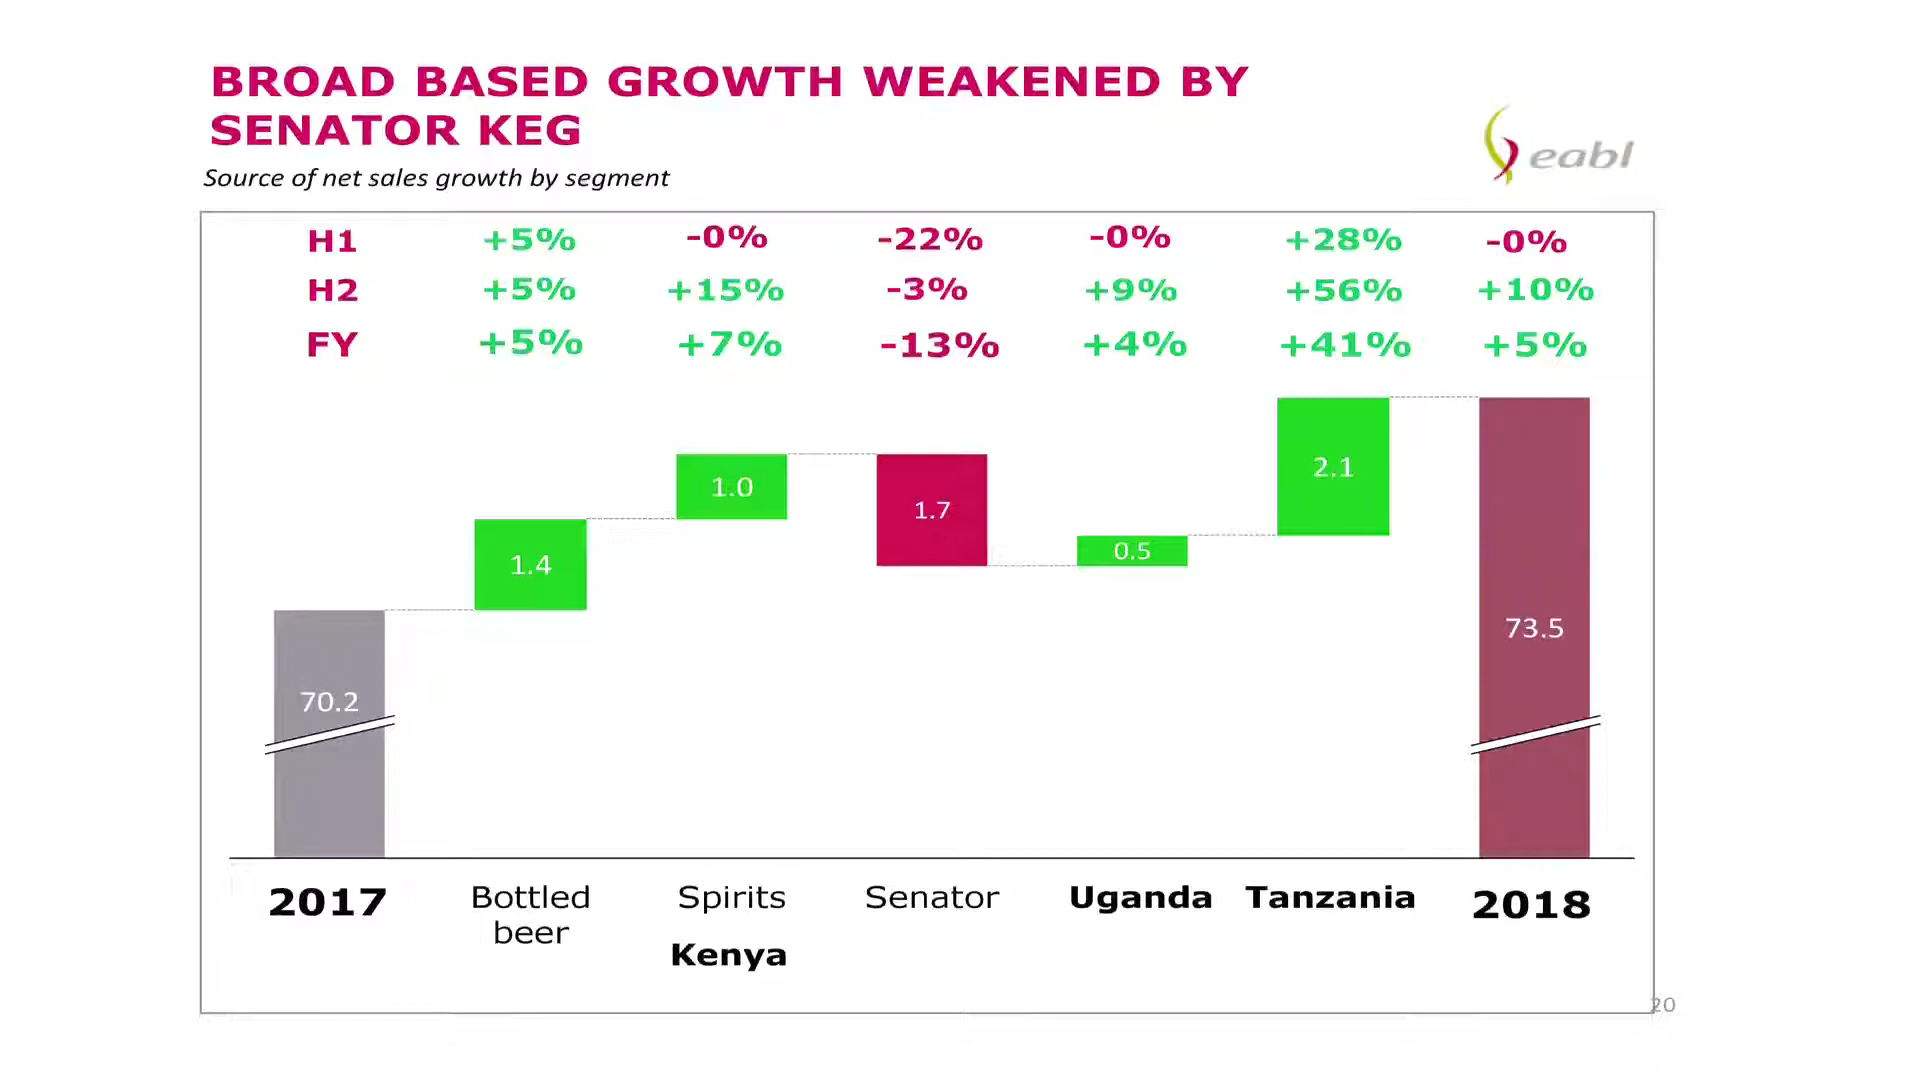 BROAD BASED GROWTH WEAKENED BY
SENATOR KEG
eabl
Source of net sales growth by segment
H1 +5% -0% -22% -0% +28% -0%
H2 +5% +15% -3% +9% +56% +10%
FY +5% +7% -13% +4% +41% +5%
70.2
1.4
1.0
1.7
0.5
2.1
73.5
2017 Bottled Spirits Senator Uganda Tanzania 2018
beer
Kenya
20